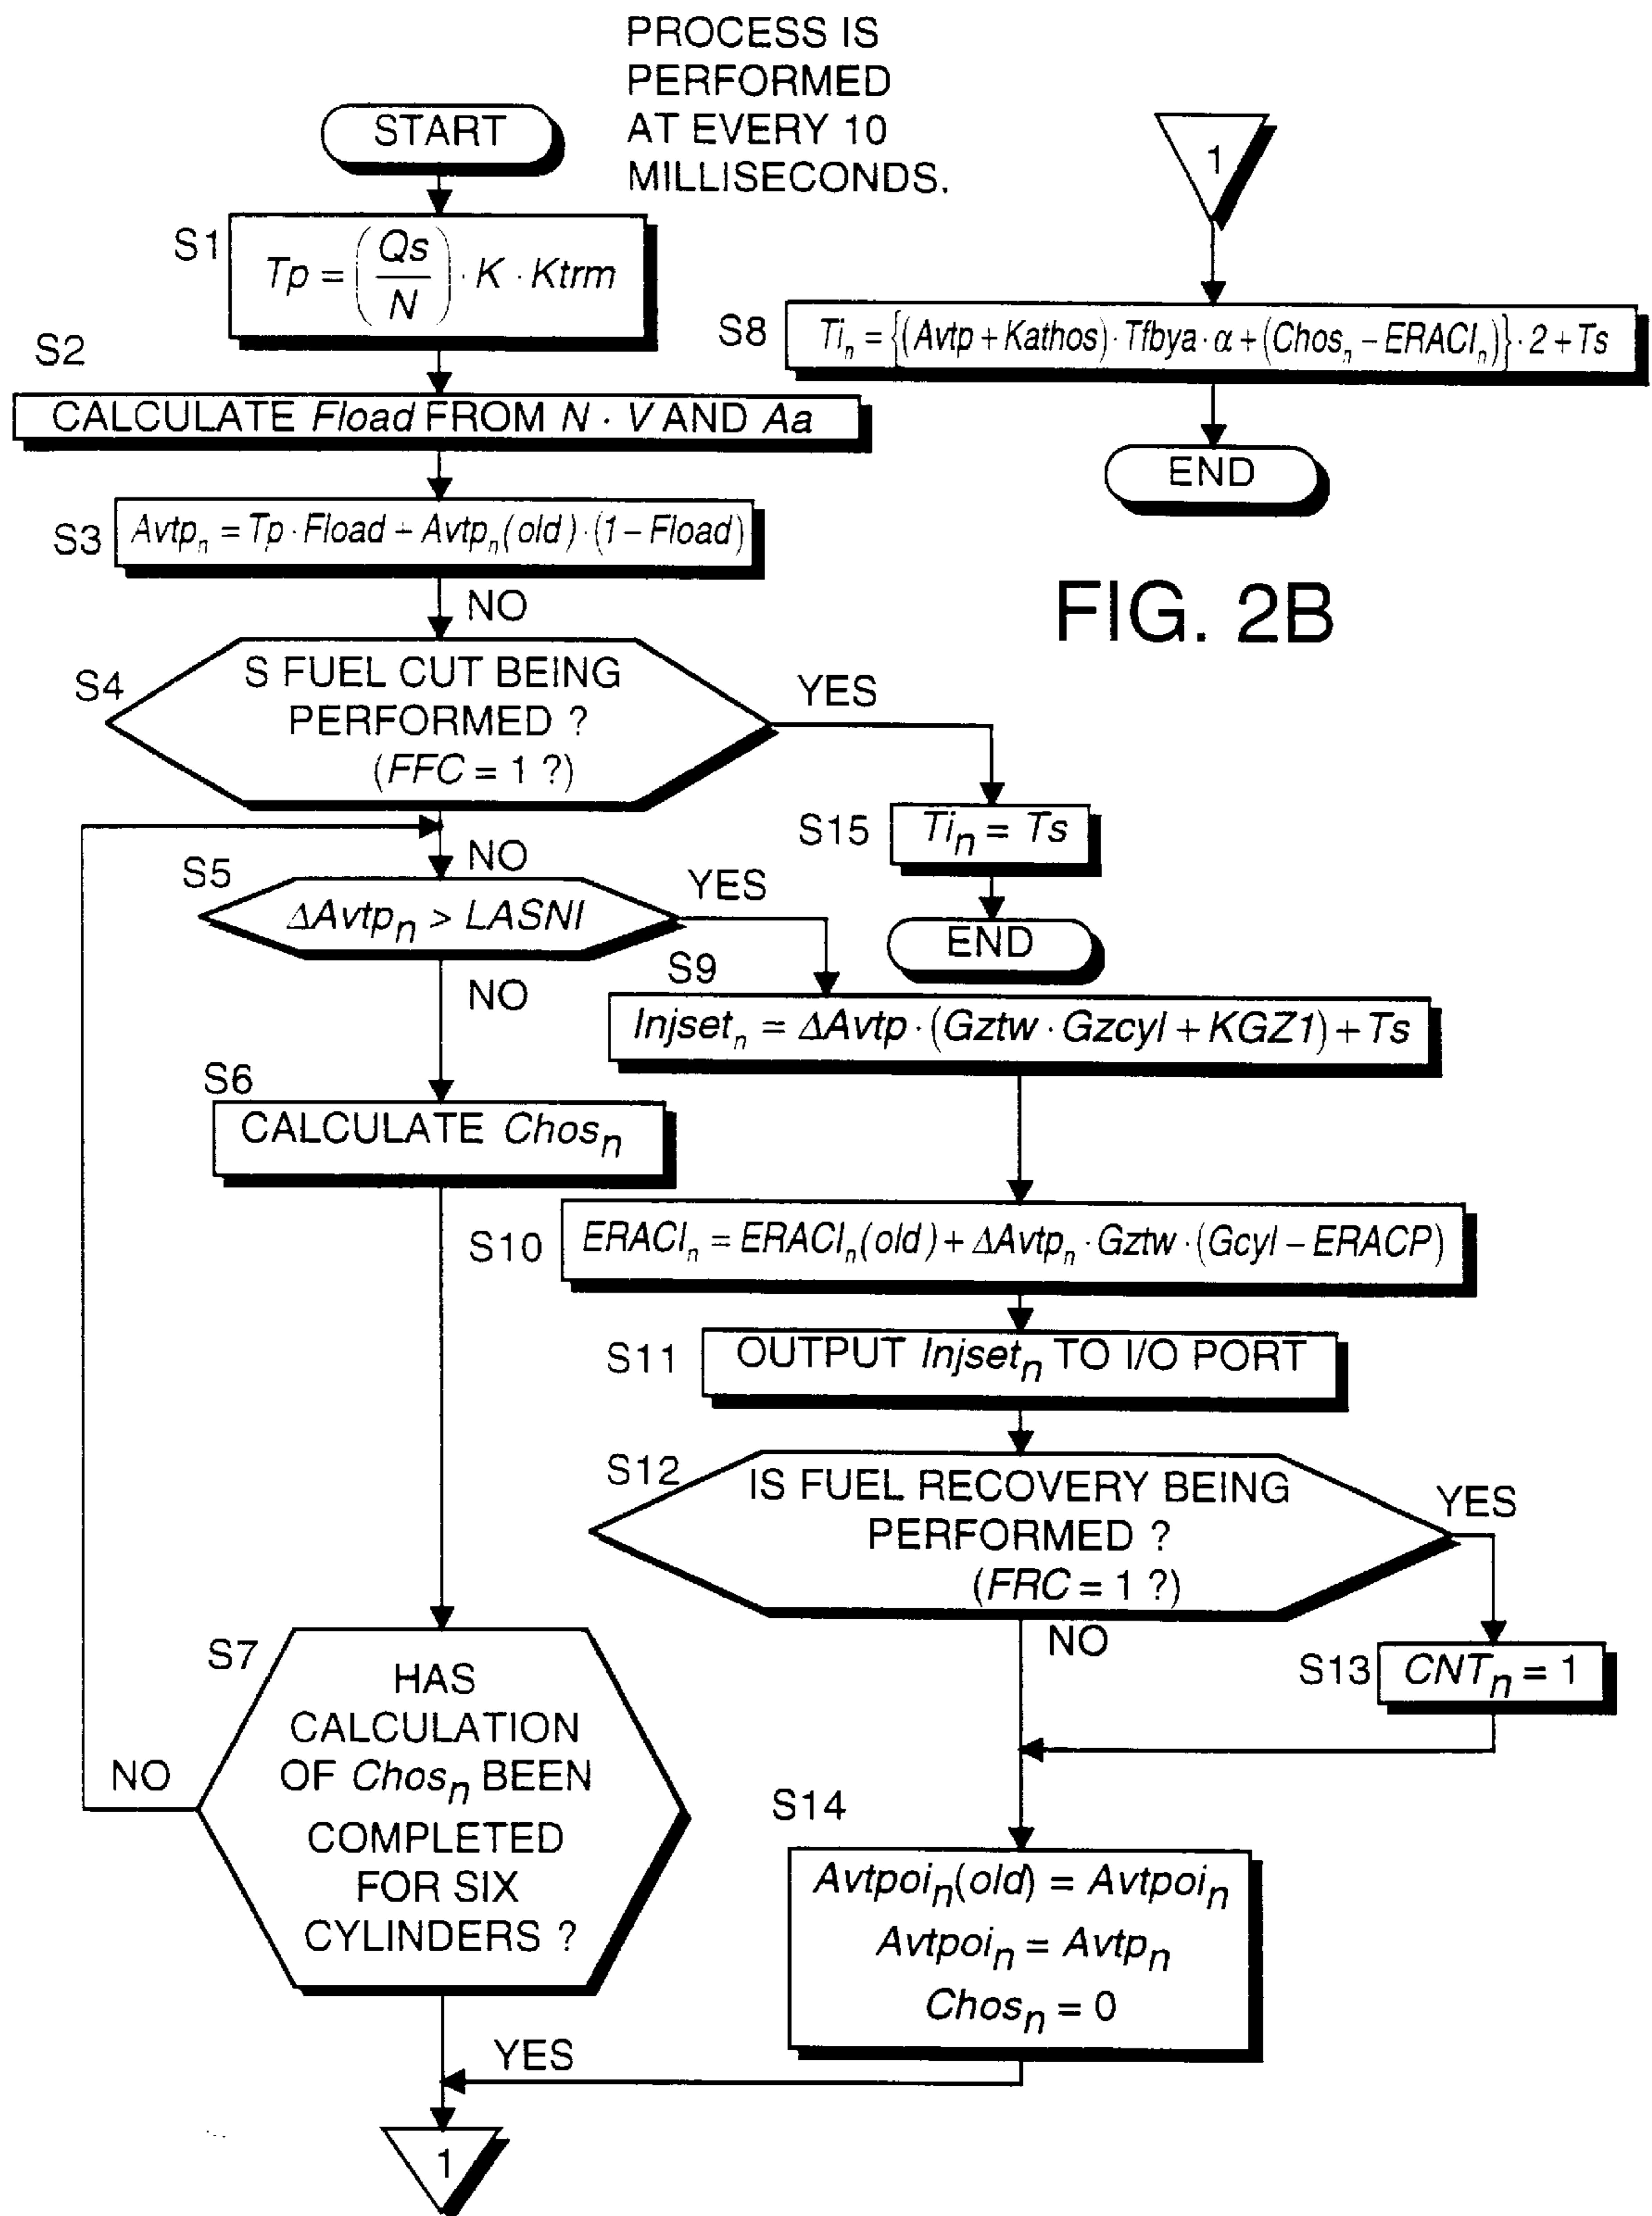 PROCESS IS
PERFORMED
AT EVERY 10
MILLISECONDS.
START
S1
Tp = (Qs/N) · K · Ktrm
S2
CALCULATE Fload FROM N · V AND Aa
S3
Avtpn = Tp · Fload + Avtpn(old) · (1 – Fload)
NO
S4
S FUEL CUT BEING
PERFORMED ?
(FFC = 1 ?)
YES
S15
Tin = Ts
END
NO
S5
ΔAvtpn > LASNI
YES
NO
S6
CALCULATE Chosn
S7
HAS
CALCULATION
OF Chosn BEEN
COMPLETED
FOR SIX
CYLINDERS ?
NO
YES
1
S9
Injsetn = ΔAvtp · (Gztw · Gzcyl + KGZ1) + Ts
S10
ERACIn = ERACIn(old) + ΔAvtpn · Gztw · (Gcyl – ERACP)
S11
OUTPUT Injsetn TO I/O PORT
S12
IS FUEL RECOVERY BEING
PERFORMED ?
(FRC = 1 ?)
YES
NO
S13
CNTn = 1
S14
Avtpoin(old) = Avtpoin
Avtpoin = Avtpn
Chosn = 0
1
S8
Tin = {(Avtp + Kathos) · Tfbya · α + (Chosn – ERACIn)} · 2 + Ts
END
FIG. 2B